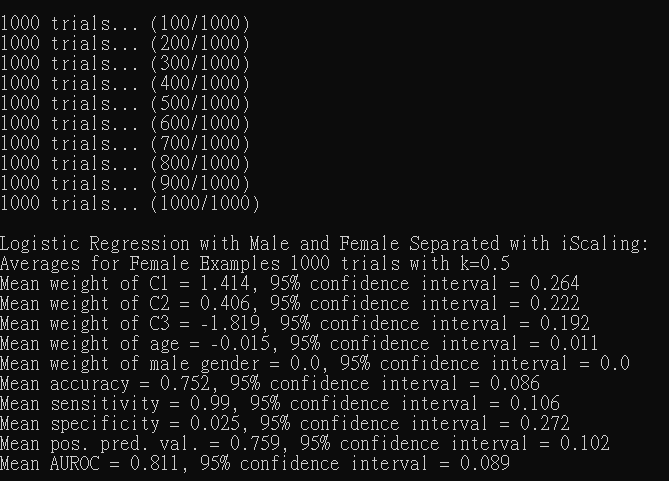 1000 trials... (100/1000)
1000 trials... (200/1000)
1000 trials... (300/1000)
1000 trials... (400/1000)
1000 trials... (500/1000)
1000 trials... (600/1000)
1000 trials... (700/1000)
1000 trials... (800/1000)
1000 trials... (900/1000)
1000 trials... (1000/1000)
Logistic Regression with Male and Female Separated with iScaling:
Averages for Female Examples 1000 trials with k=0.5
Mean weight of C1 = 1.414, 95% confidence interval = 0.264
Mean weight of C2 = 0.406, 95% confidence interval = 0.222
Mean weight of C3 = -1.819, 95% confidence interval = 0.192
Mean weight of age = -0.015, 95% confidence interval = 0.011
Mean weight of male gender = 0.0, 95% confidence interval = 0.0
Mean accuracy = 0.752, 95% confidence interval = 0.086
Mean sensitivity = 0.99, 95% confidence interval = 0.106
Mean specificity = 0.025, 95% confidence interval = 0.272
Mean pos. pred. val. = 0.759, 95% confidence interval = 0.102
Mean AUROC = 0.811, 95% confidence interval = 0.089